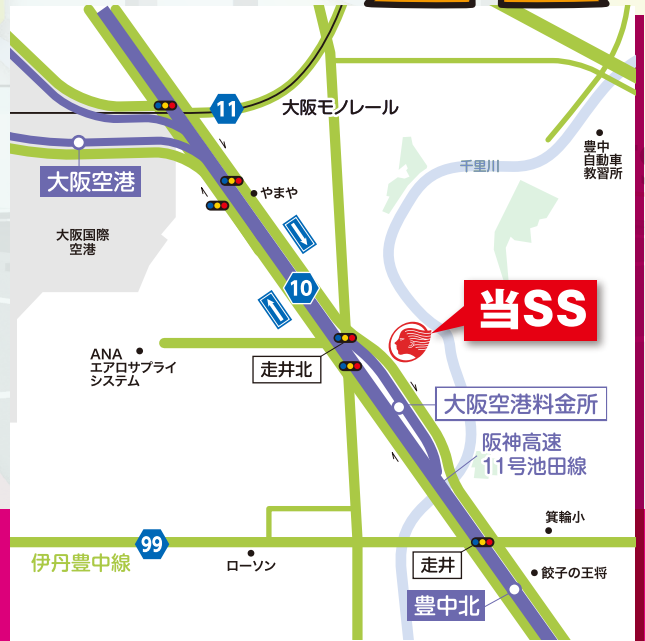 11
大阪モノレール
豊中
自動車
教習所
千里川
大阪空港
やまや
大阪国際
空港
10
当SS
ANA
エアロサプライ
システム
走井北
大阪空港料金所
阪神高速
11号池田線
箕輪小
99
伊丹豊中線
ローソン
走井
餃子の王将
豊中北